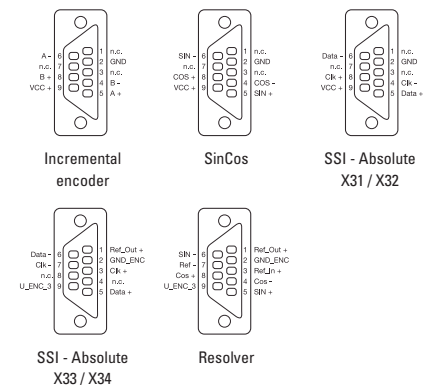 A - 6 1 n.c.
n.c. 7 2 GND
B + 8 3 n.c.
VCC + 9 4 B -
5 A +
Incremental
encoder
SIN - 6 1 n.c.
n.c. 7 2 GND
COS + 8 3 n.c.
VCC + 9 4 COS -
5 SIN +
SinCos
Data - 6 1 n.c.
n.c. 7 2 GND
Clk + 8 3 n.c.
VCC + 9 4 Clk -
5 Data +
SSI - Absolute
X31 / X32
Data - 6 1 Ref_Out +
Clk - 7 2 GND_ENC
n.c. 8 3 Clk +
U_ENC_3 9 4 n.c.
5 Data +
SSI - Absolute
X33 / X34
SIN - 6 1 Ref_Out +
Ref - 7 2 GND_ENC
Cos + 8 3 Ref_In +
U_ENC_3 9 4 Cos -
5 SIN +
Resolver